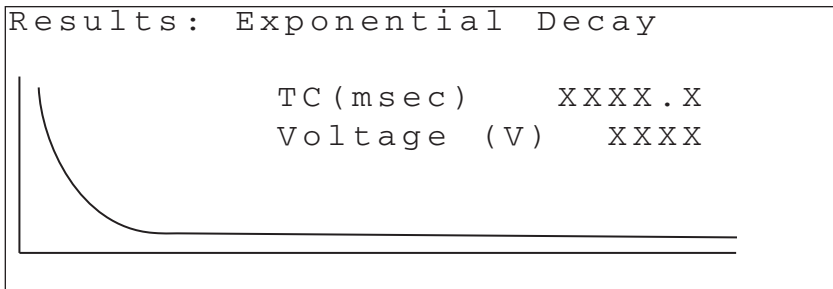 Results: Exponential Decay
TC(msec) XXXX.X
Voltage (V) XXXX